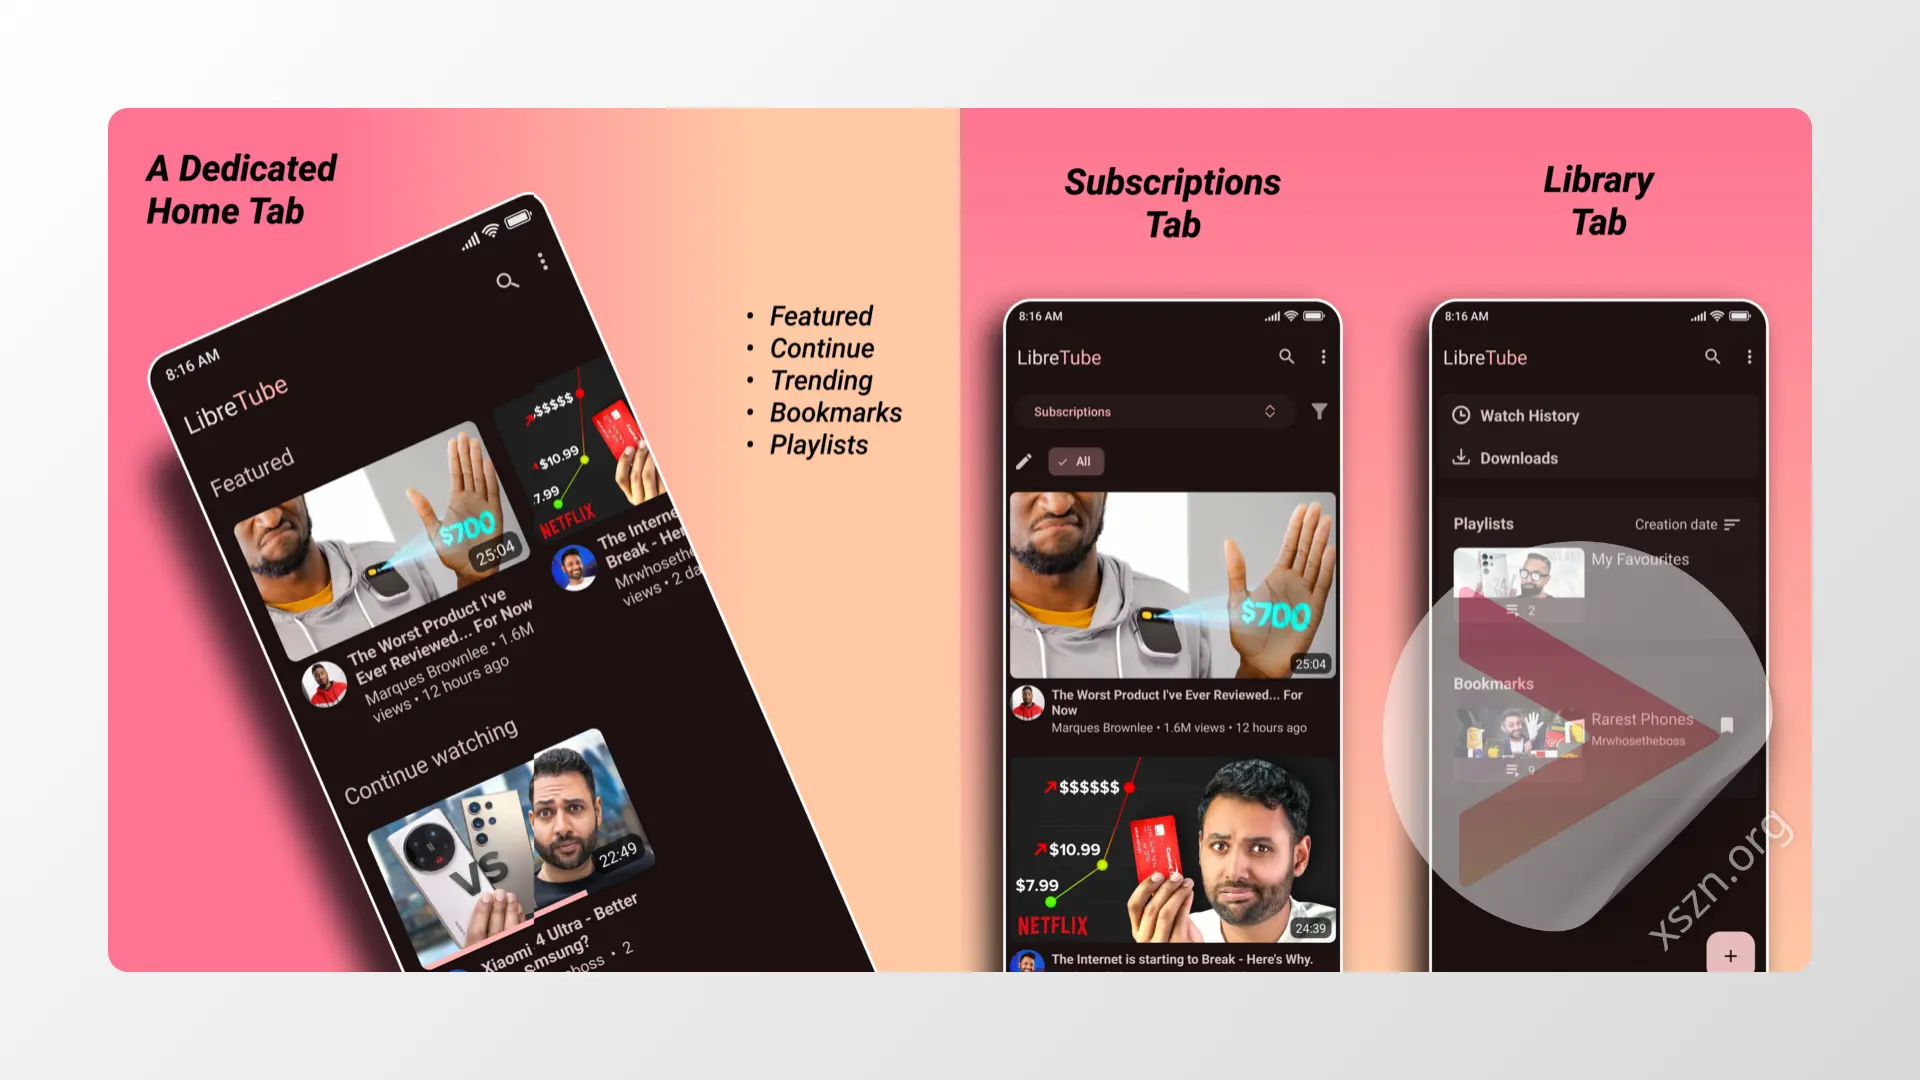 A Dedicated
Home Tab
8:16 AM
LibreTube
Featured
$700
25:04
The Worst Product I've
Ever Reviewed... For Now
Marques Brownlee • 1.6M
views • 12 hours ago
$$$$$
$10.99
7.99
NETFLIX
The Interne
Break - Her
Mrwhoseth
views • 2 da
Continue watching
VS
22:49
Xiaomi 4 Ultra - Better
boss • 2
• Featured
• Continue
• Trending
• Bookmarks
• Playlists
Subscriptions
Tab
8:16 AM
LibreTube
Subscriptions
All
$700
25:04
The Worst Product I've Ever Reviewed... For
Now
Marques Brownlee • 1.6M views • 12 hours ago
$$$$$$
$10.99
$7.99
NETFLIX
24:39
The Internet is starting to Break - Here's Why.
Library
Tab
8:16 AM
LibreTube
Watch History
Downloads
Playlists
Creation date
My Favourites
2
Bookmarks
Rarest Phones
Mrwhosetheboss
9
+
xszn.org